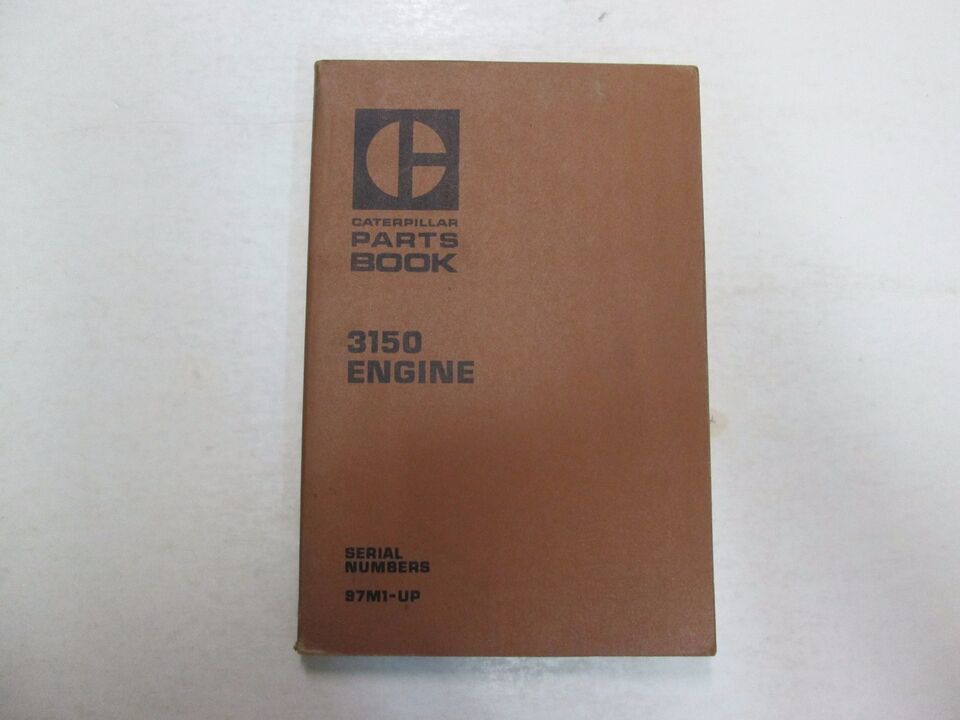 CATERPILLAR
PARTS
BOOK
3150
ENGINE
SERIAL
NUMBERS
97M1-UP